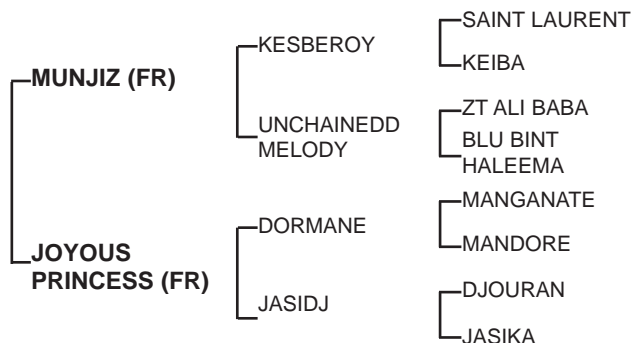 SAINT LAURENT
KESBEROY
KEIBA
MUNJIZ (FR)
ZT ALI BABA
UNCHAINEDD
MELODY
BLU BINT
HALEEMA
MANGANATE
DORMANE
MANDORE
JOYOUS
PRINCESS (FR)
DJOURAN
JASIDJ
JASIKA